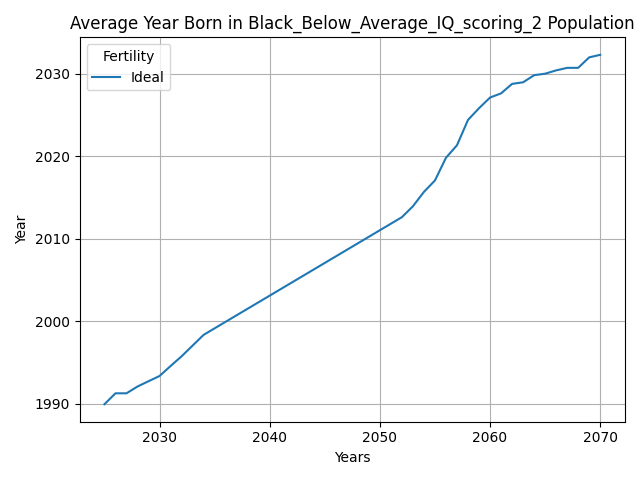 Average Year Born in Black_Below_Average_IQ_scoring_2 Population
Fertility
Ideal
Year
2030
2020
2010
2000
1990
2030 2040 2050 2060 2070
Years